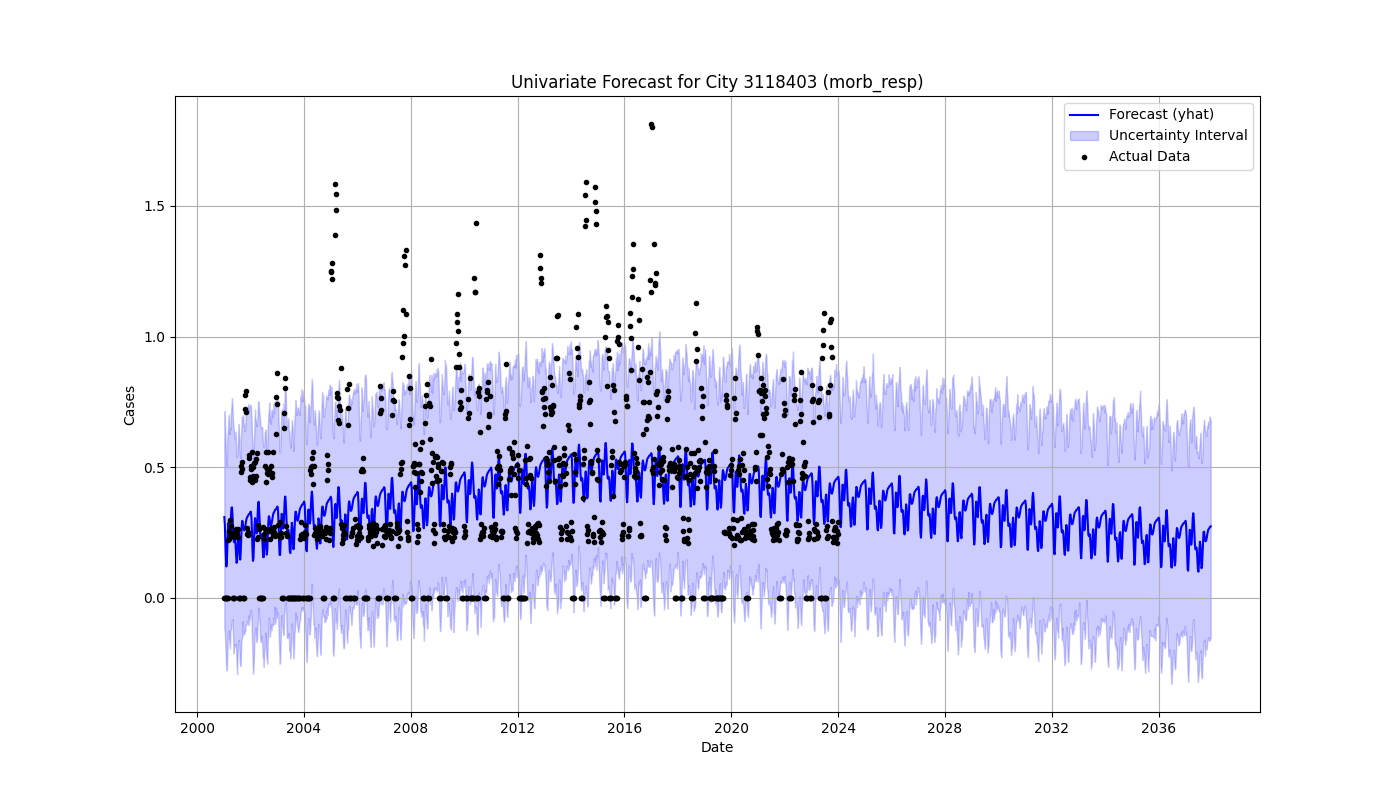 Univariate Forecast for City 3118403 (morb_resp)
Forecast (yhat)
Uncertainty Interval
Actual Data
Cases
1.5
1.0
0.5
0.0
2000 2004 2008 2012 2016 2020 2024 2028 2032 2036
Date